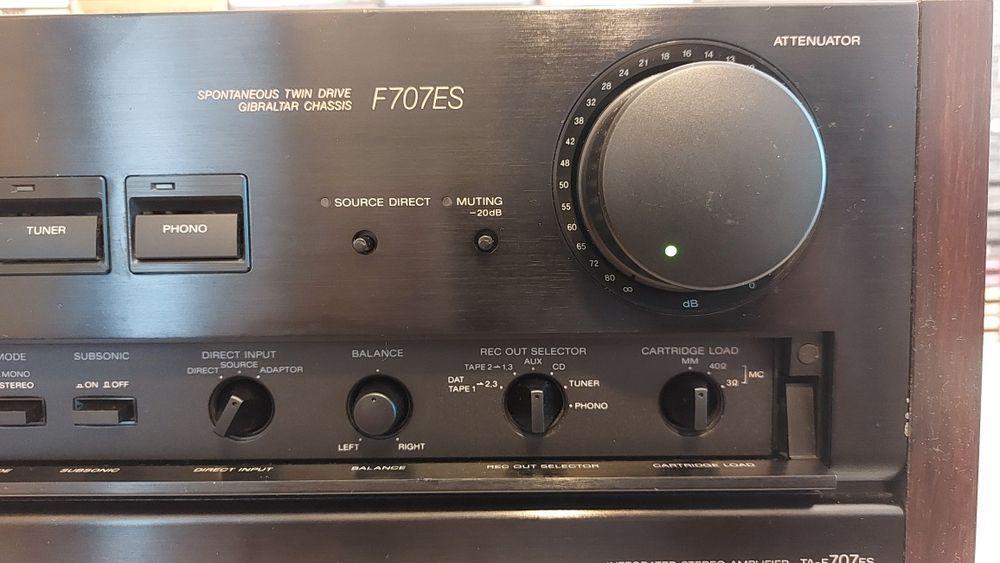 ATTENUATOR
SPONTANEOUS TWIN DRIVE
GIBRALTAR CHASSIS
F707ES
∞ 80 72 65 60 55 50 48 42 38 32 28 24 21 18 16 14 13 0
dB
TUNER
PHONO
SOURCE DIRECT
MUTING
-20dB
MODE
MONO
STEREO
SUBSONIC
ON OFF
DIRECT INPUT
SOURCE
DIRECT ADAPTOR
BALANCE
LEFT RIGHT
REC OUT SELECTOR
AUX
TAPE 2→1,3 CD
DAT
TAPE 1→2,3
TUNER
PHONO
CARTRIDGE LOAD
MM 40Ω
3Ω
MC
SUBSONIC
DIRECT INPUT
BALANCE
REC OUT SELECTOR
CARTRIDGE LOAD
INTEGRATED STEREO AMPLIFIER TA-F707ES